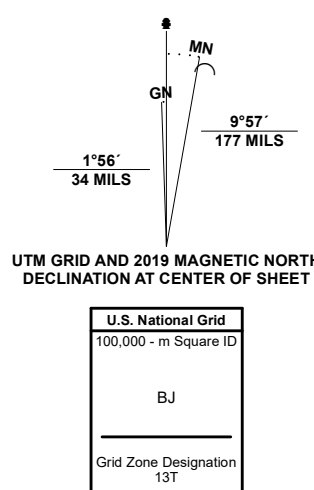 MN
GN
9°57´
177 MILS
1°56´
34 MILS
UTM GRID AND 2019 MAGNETIC NORTH
DECLINATION AT CENTER OF SHEET
U.S. National Grid
100,000 - m Square ID
BJ
Grid Zone Designation
13T